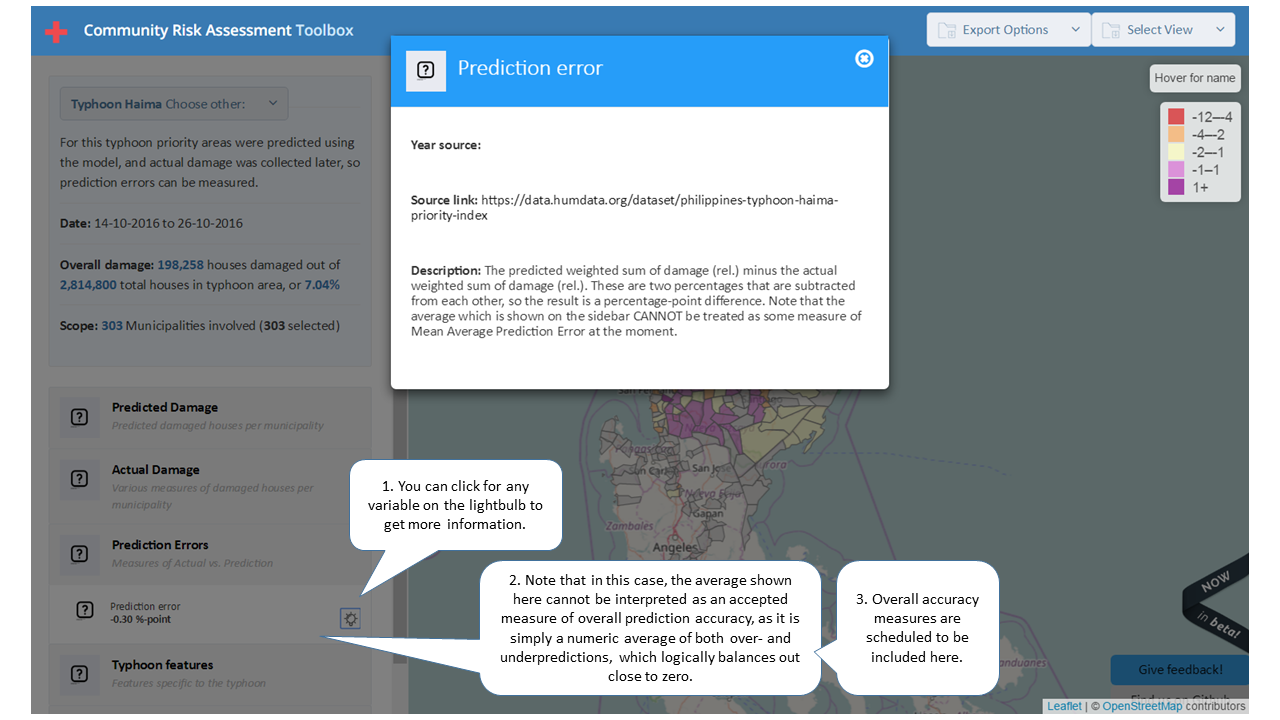 Community Risk Assessment Toolbox
Export Options
Select View
Typhoon Haima Choose other:
For this typhoon priority areas were predicted using
the model, and actual damage was collected later, so
prediction errors can be measured.
Date: 14-10-2016 to 26-10-2016
Overall damage: 198,258 houses damaged out of
2,814,800 total houses in typhoon area, or 7.04%
Scope: 303 Municipalities involved (303 selected)
Prediction error
Year source:
Source link: https://data.humdata.org/dataset/philippines-typhoon-haima-
priority-index
Description: The predicted weighted sum of damage (rel.) minus the actual
weighted sum of damage (rel.). These are two percentages that are subtracted
from each other, so the result is a percentage-point difference. Note that the
average which is shown on the sidebar CANNOT be treated as some measure of
Mean Average Prediction Error at the moment.
Hover for name
-12–-4
-4–-2
-2–-1
-1–1
1+
Predicted Damage
Predicted damaged houses per municipality
Actual Damage
Various measures of damaged houses per
municipality
Prediction Errors
Measures of Actual vs. Prediction
Prediction error
-0.30 %-point
Typhoon features
Features specific to the typhoon
1. You can click for any
variable on the lightbulb to
get more information.
2. Note that in this case, the average shown
here cannot be interpreted as an accepted
measure of overall prediction accuracy, as it is
simply a numeric average of both over- and
underpredictions, which logically balances out
close to zero.
3. Overall accuracy
measures are
scheduled to be
included here.
San Jose
Nueva Ecija
Gapan
Zambales
Angeles
NOW
in beta!
Give feedback!
Find us on Github
Leaflet | © OpenStreetMap contributors